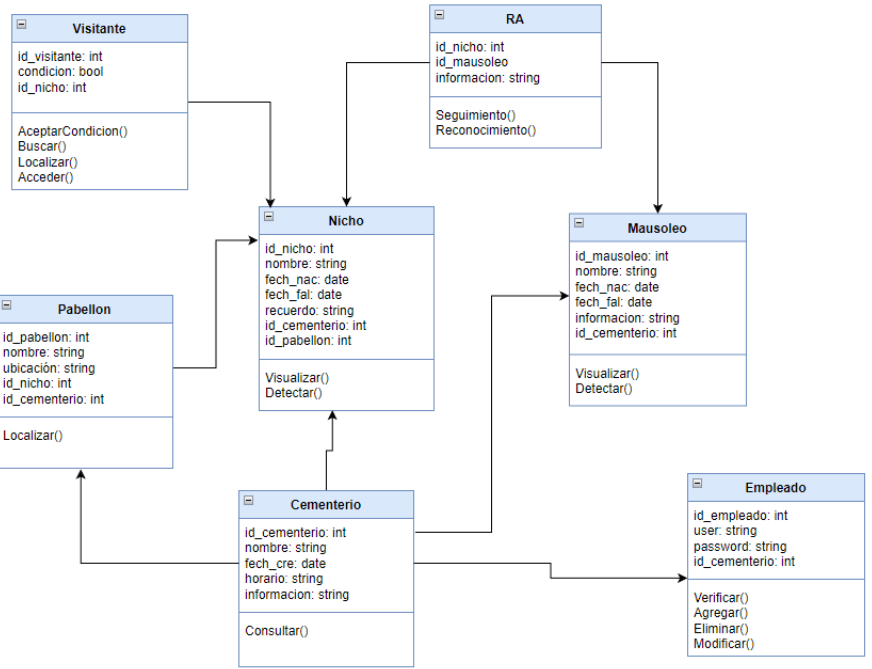 Visitante
id_visitante: int
condicion: bool
id_nicho: int
AceptarCondicion()
Buscar()
Localizar()
Acceder()
RA
id_nicho: int
id_mausoleo
informacion: string
Seguimiento()
Reconocimiento()
Nicho
id_nicho: int
nombre: string
fech_nac: date
fech_fal: date
recuerdo: string
id_cementerio: int
id_pabellon: int
Visualizar()
Detectar()
Mausoleo
id_mausoleo: int
nombre: string
fech_nac: date
fech_fal: date
informacion: string
id_cementerio: int
Visualizar()
Detectar()
Pabellon
id_pabellon: int
nombre: string
ubicación: string
id_nicho: int
id_cementerio: int
Localizar()
Cementerio
id_cementerio: int
nombre: string
fech_cre: date
horario: string
informacion: string
Consultar()
Empleado
id_empleado: int
user: string
password: string
id_cementerio: int
Verificar()
Agregar()
Eliminar()
Modificar()